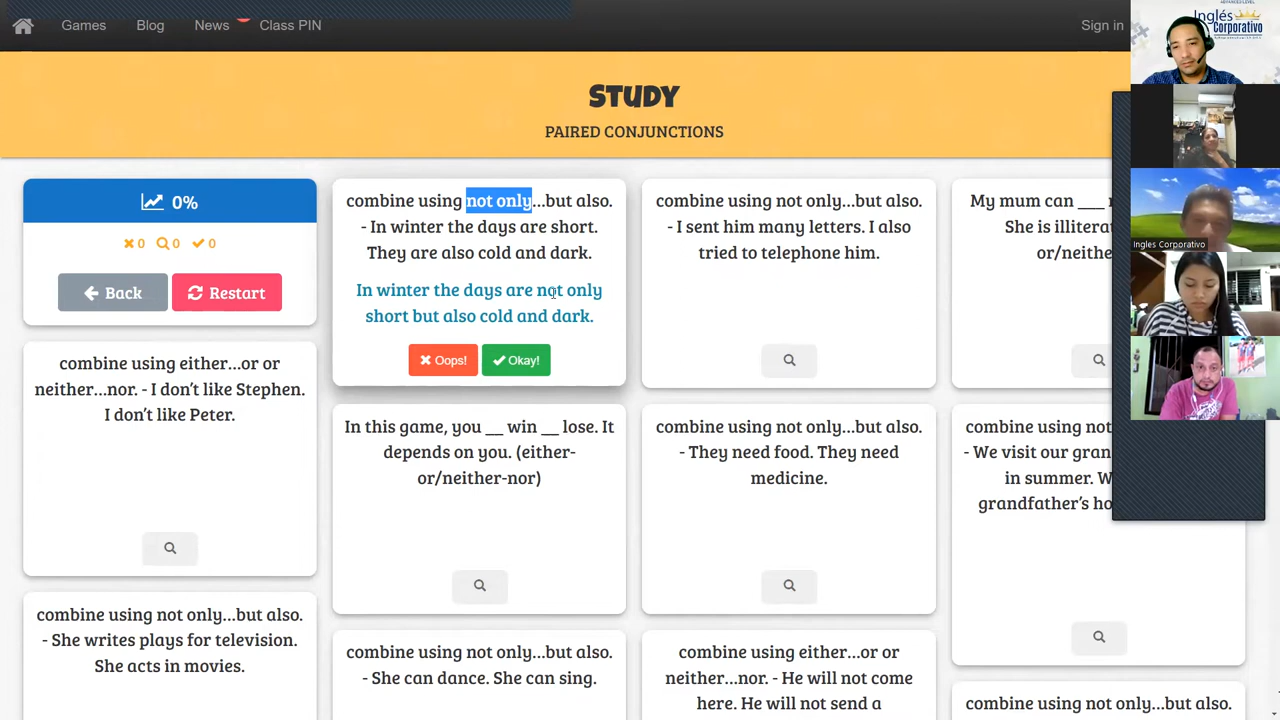 Games
Blog
News
Class PIN
Sign in
ADVANCED LEVEL
Inglés
Corporativo
STUDY
PAIRED CONJUNCTIONS
0%
0
0
0
Back
Restart
combine using not only...but also.
- In winter the days are short.
They are also cold and dark.
In winter the days are not only
short but also cold and dark.
Oops!
Okay!
combine using not only...but also.
- I sent him many letters. I also
tried to telephone him.
My mum can ___
She is
or/neithe
Ingles Corporativo
combine using either...or or
neither...nor. - I don't like Stephen.
I don't like Peter.
In this game, you __ win __ lose. It
depends on you. (either-
or/neither-nor)
combine using not only...but also.
- They need food. They need
medicine.
combine using not
- We visit our
in summer.
grandfather's
combine using not only...but also.
- She writes plays for television.
She acts in movies.
combine using not only...but also.
- She can dance. She can sing.
combine using either...or or
neither...nor. - He will not come
here. He will not send a
combine using not only...but also.